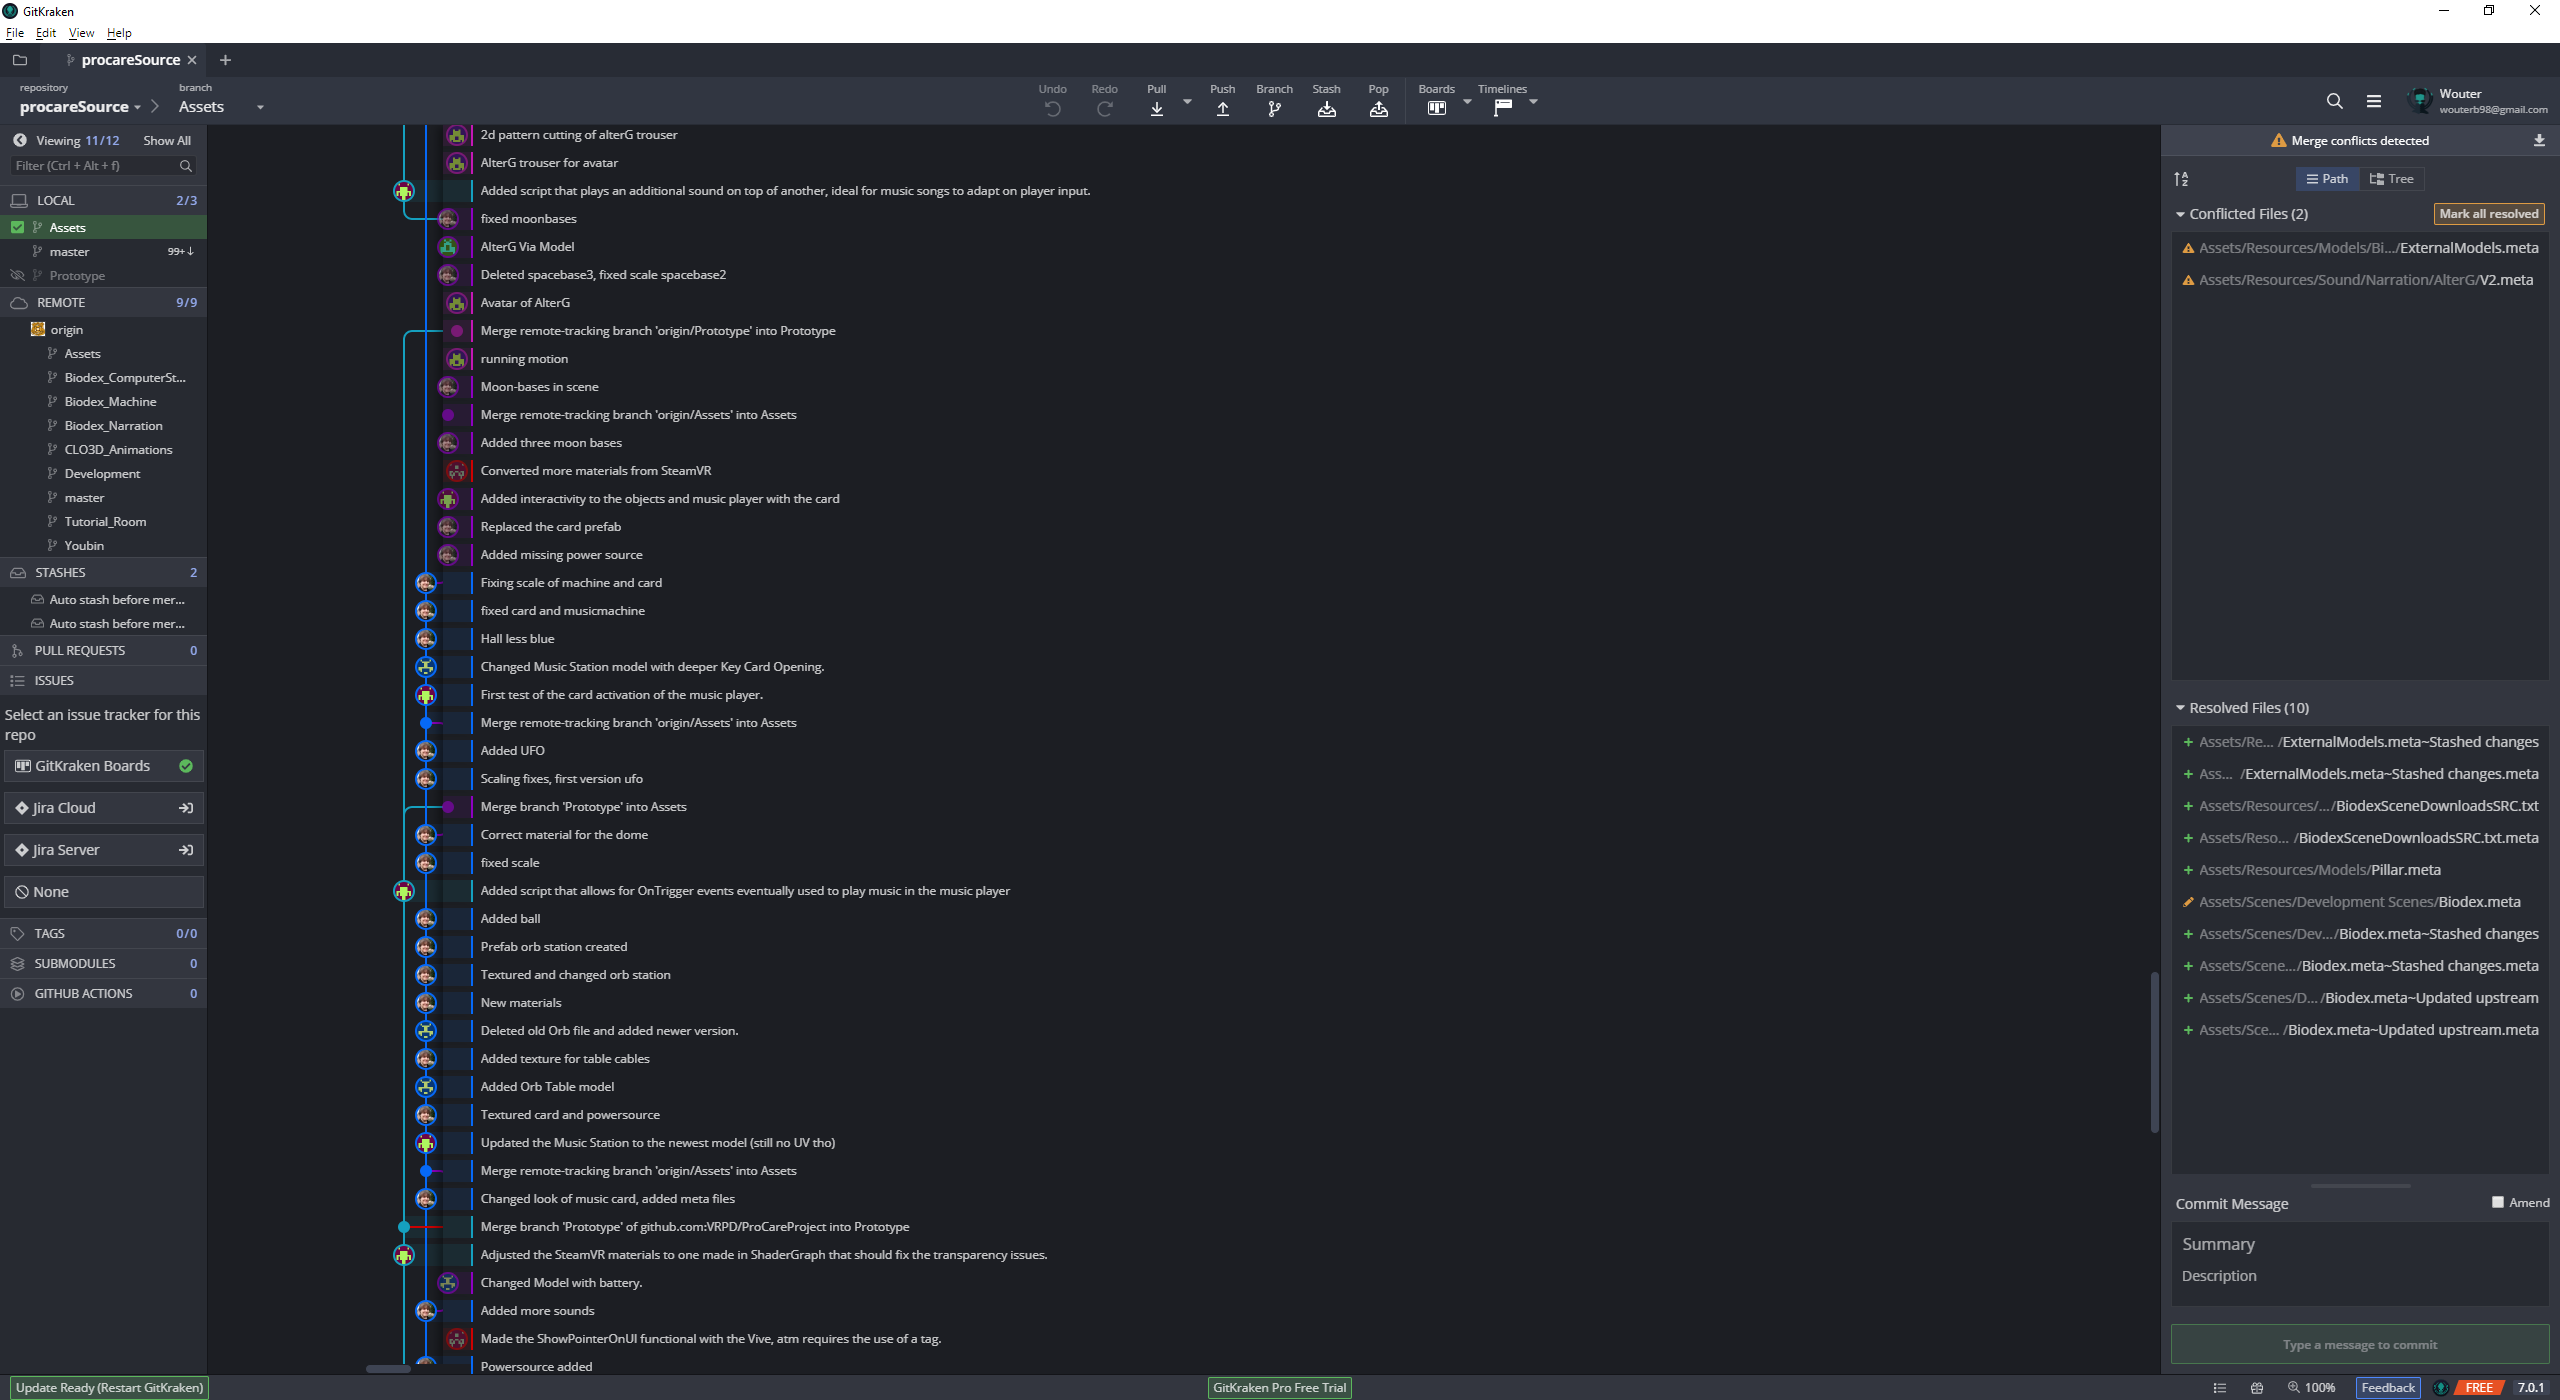 GitKraken
File Edit View Help
procareSource
repository
procareSource
branch
Assets
Undo
Redo
Pull
Push
Branch
Stash
Pop
Boards
Timelines
Wouter
wouterb98@gmail.com
Viewing 11/12 Show All
Filter (Ctrl + Alt + f)
LOCAL 2/3
Assets
master 99+↓
Prototype
REMOTE 9/9
origin
Assets
Biodex_ComputerSt...
Biodex_Machine
Biodex_Narration
CLO3D_Animations
Development
master
Tutorial_Room
Youbin
STASHES 2
Auto stash before mer...
Auto stash before mer...
PULL REQUESTS 0
ISSUES
Select an issue tracker for this
repo
GitKraken Boards
Jira Cloud
Jira Server
None
TAGS 0/0
SUBMODULES 0
GITHUB ACTIONS 0
2d pattern cutting of alterG trouser
AlterG trouser for avatar
Added script that plays an additional sound on top of another, ideal for music songs to adapt on player input.
fixed moonbases
AlterG Via Model
Deleted spacebase3, fixed scale spacebase2
Avatar of AlterG
Merge remote-tracking branch 'origin/Prototype' into Prototype
running motion
Moon-bases in scene
Merge remote-tracking branch 'origin/Assets' into Assets
Added three moon bases
Converted more materials from SteamVR
Added interactivity to the objects and music player with the card
Replaced the card prefab
Added missing power source
Fixing scale of machine and card
fixed card and musicmachine
Hall less blue
Changed Music Station model with deeper Key Card Opening.
First test of the card activation of the music player.
Merge remote-tracking branch 'origin/Assets' into Assets
Added UFO
Scaling fixes, first version ufo
Merge branch 'Prototype' into Assets
Correct material for the dome
fixed scale
Added script that allows for OnTrigger events eventually used to play music in the music player
Added ball
Prefab orb station created
Textured and changed orb station
New materials
Deleted old Orb file and added newer version.
Added texture for table cables
Added Orb Table model
Textured card and powersource
Updated the Music Station to the newest model (still no UV tho)
Merge remote-tracking branch 'origin/Assets' into Assets
Changed look of music card, added meta files
Merge branch 'Prototype' of github.com:VRPD/ProCareProject into Prototype
Adjusted the SteamVR materials to one made in ShaderGraph that should fix the transparency issues.
Changed Model with battery.
Added more sounds
Made the ShowPointerOnUI functional with the Vive, atm requires the use of a tag.
Powersource added
Merge conflicts detected
Path Tree
Conflicted Files (2) Mark all resolved
Assets/Resources/Models/Bi.../ExternalModels.meta
Assets/Resources/Sound/Narration/AlterG/V2.meta
Resolved Files (10)
Assets/Re... /ExternalModels.meta~Stashed changes
Ass... /ExternalModels.meta~Stashed changes.meta
Assets/Resources/.../BiodexSceneDownloadsSRC.txt
Assets/Reso... /BiodexSceneDownloadsSRC.txt.meta
Assets/Resources/Models/Pillar.meta
Assets/Scenes/Development Scenes/Biodex.meta
Assets/Scenes/Dev.../Biodex.meta~Stashed changes
Assets/Scene.../Biodex.meta~Stashed changes.meta
Assets/Scenes/D... /Biodex.meta~Updated upstream
Assets/Sce... /Biodex.meta~Updated upstream.meta
Commit Message Amend
Summary
Description
Type a message to commit
Update Ready (Restart GitKraken)
GitKraken Pro Free Trial
100% Feedback FREE 7.0.1